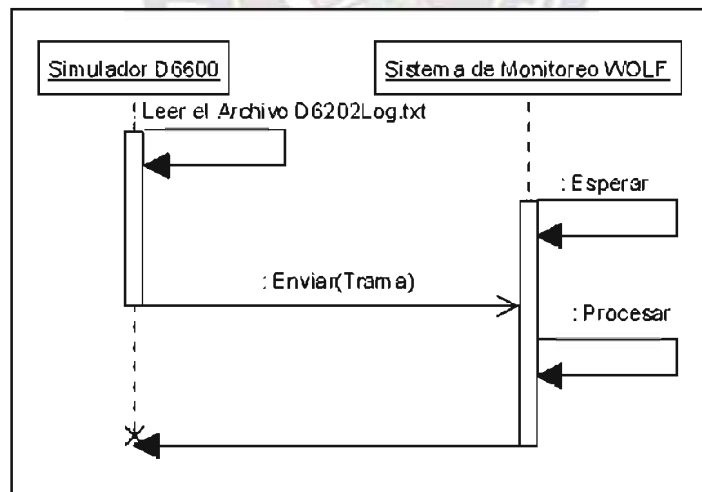 Simulador D6600
Sistema de Monitoreo WOLF
Leer el Archivo D6202Log.txt
: Esperar
: Enviar(Trama)
: Procesar